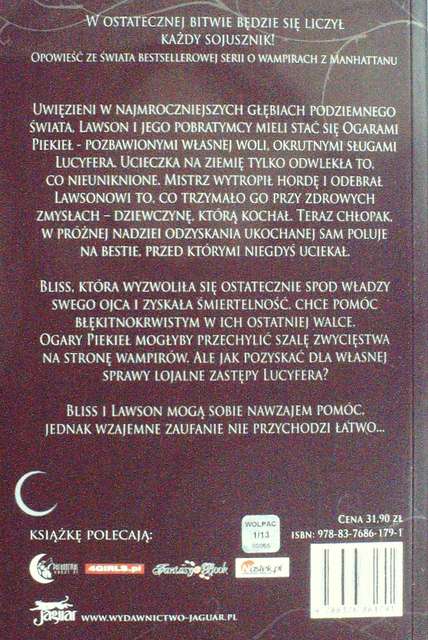 W OSTATECZNEJ BITWIE BĘDZIE SIĘ LICZYŁ
KAŻDY SOJUSZNIK!
OPOWIEŚĆ ZE ŚWIATA BESTSELLEROWEJ SERII O WAMPIRACH Z MANHATTANU
UWIĘZIENI W NAJMROCZNIEJSZYCH GŁĘBIACH PODZIEMNEGO
ŚWIATA, LAWSON I JEGO POBRATYMCY MIELI STAĆ SIĘ OGARAMI
PIEKIEŁ - POZBAWIONYMI WŁASNEJ WOLI, OKRUTNYMI SŁUGAMI
LUCYFERA. UCIECZKA NA ZIEMIĘ TYLKO ODWLEKŁA TO,
CO NIEUNIKNIONE. MISTRZ WYTROPIŁ HORDĘ I ODEBRAŁ
LAWSONOWI TO, CO TRZYMAŁO GO PRZY ZDROWYCH
ZMYSŁACH – DZIEWCZYNĘ, KTÓRĄ KOCHAŁ. TERAZ CHŁOPAK,
W PRÓŻNEJ NADZIEI ODZYSKANIA UKOCHANEJ SAM POLUJE
NA BESTIE, PRZED KTÓRYMI NIEGDYŚ UCIEKAŁ.
BLISS, KTÓRA WYZWOLIŁA SIĘ OSTATECZNIE SPOD WŁADZY
SWEGO OJCA I ZYSKAŁA ŚMIERTELNOŚĆ, CHCE POMÓC
BŁĘKITNOKRWISTYM W ICH OSTATNIEJ WALCE.
OGARY PIEKIEŁ MOGŁYBY PRZECHYLIĆ SZALĘ ZWYCIĘSTWA
NA STRONĘ WAMPIRÓW. ALE JAK POZYSKAĆ DLA WŁASNEJ
SPRAWY LOJALNE ZASTĘPY LUCYFERA?
BLISS I LAWSON MOGĄ SOBIE NAWZAJEM POMÓC,
JEDNAK WZAJEMNE ZAUFANIE NIE PRZYCHODZI ŁATWO...
KSIĄŻKĘ POLECAJĄ:
WOLPAC
1/13
CENA 31,90 ZŁ
ISBN: 978-83-7686-179-1
4GIRLS.pl
Fantasy Book
Jaguar
WWW.WYDAWNICTWO-JAGUAR.PL